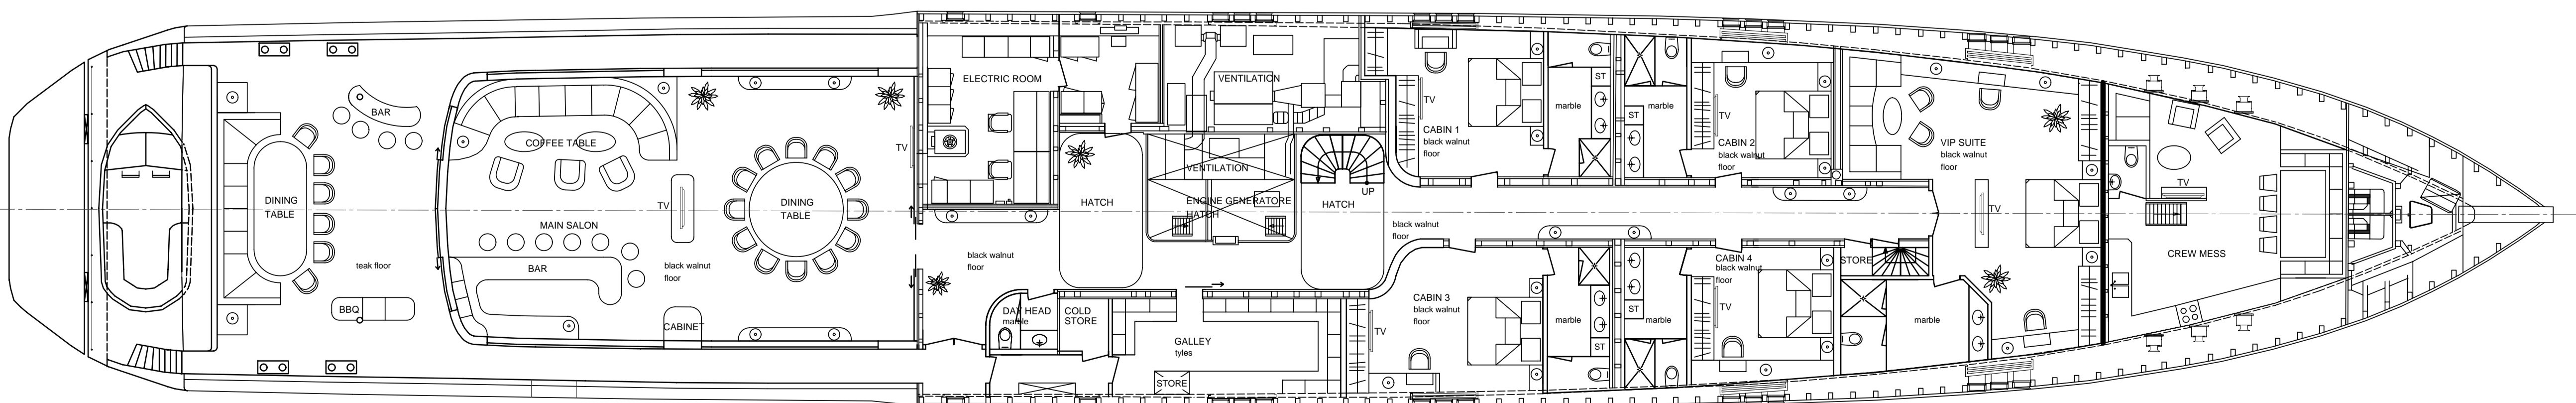 BAR
DINING
TABLE
teak floor
BBQ
COFFEE TABLE
MAIN SALON
BAR
TV
black walnut
floor
CABINET
DINING
TABLE
TV
ELECTRIC ROOM
black walnut
floor
DAY HEAD
marble
COLD
STORE
HATCH
VENTILATION
VENTILATION
ENGINE GENERATORE
HATCH
UP
HATCH
GALLEY
tyles
STORE
TV
CABIN 1
black walnut
floor
black walnut
floor
CABIN 3
black walnut
floor
TV
marble
ST
marble
ST
marble
ST
marble
ST
TV
CABIN 2
black walnut
floor
CABIN 4
black walnut
floor
TV
STORE
marble
VIP SUITE
black walnut
floor
TV
TV
CREW MESS